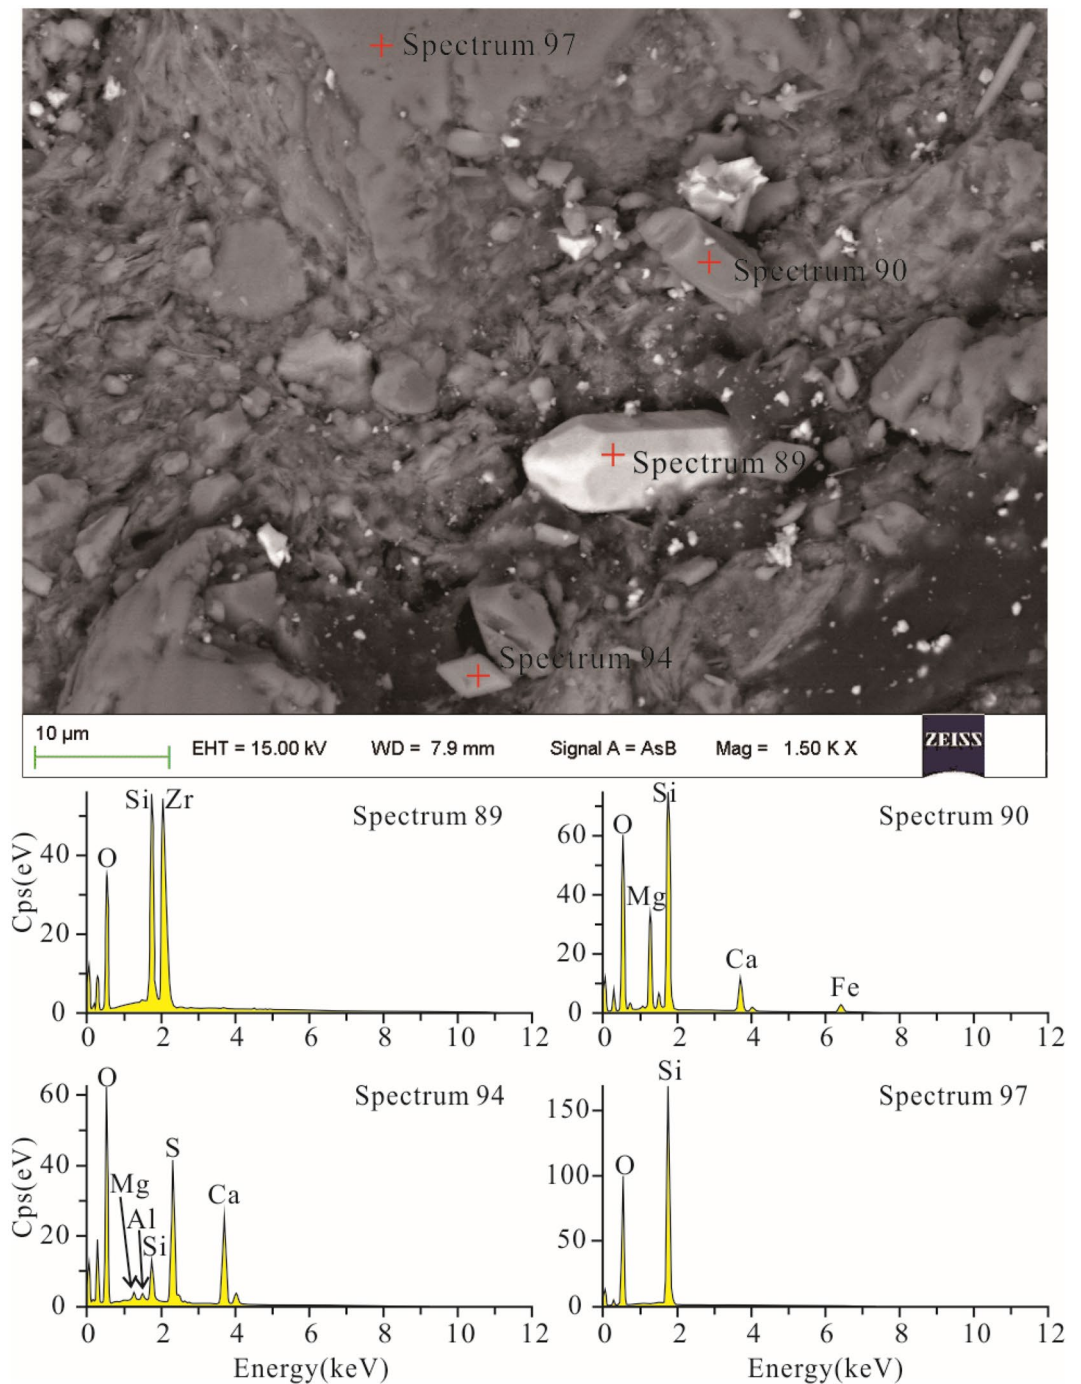 Spectrum 97
Spectrum 90
Spectrum 89
Spectrum 94
10 µm
EHT = 15.00 kV WD = 7.9 mm Signal A = AsB Mag = 1.50 K X ZEISS
Si Zr Spectrum 89
O
Cps(eV)
40
20
0
0 2 4 6 8 10 12
Si Spectrum 90
O
60
Mg
40
20
Ca
Fe
0
0 2 4 6 8 10 12
O Spectrum 94
Cps(eV)
60
S
40
Mg
Ca
Al
20
Si
0
0 2 4 6 8 10 12
Energy(keV)
Si Spectrum 97
150
O
100
50
0
0 2 4 6 8 10 12
Energy(keV)